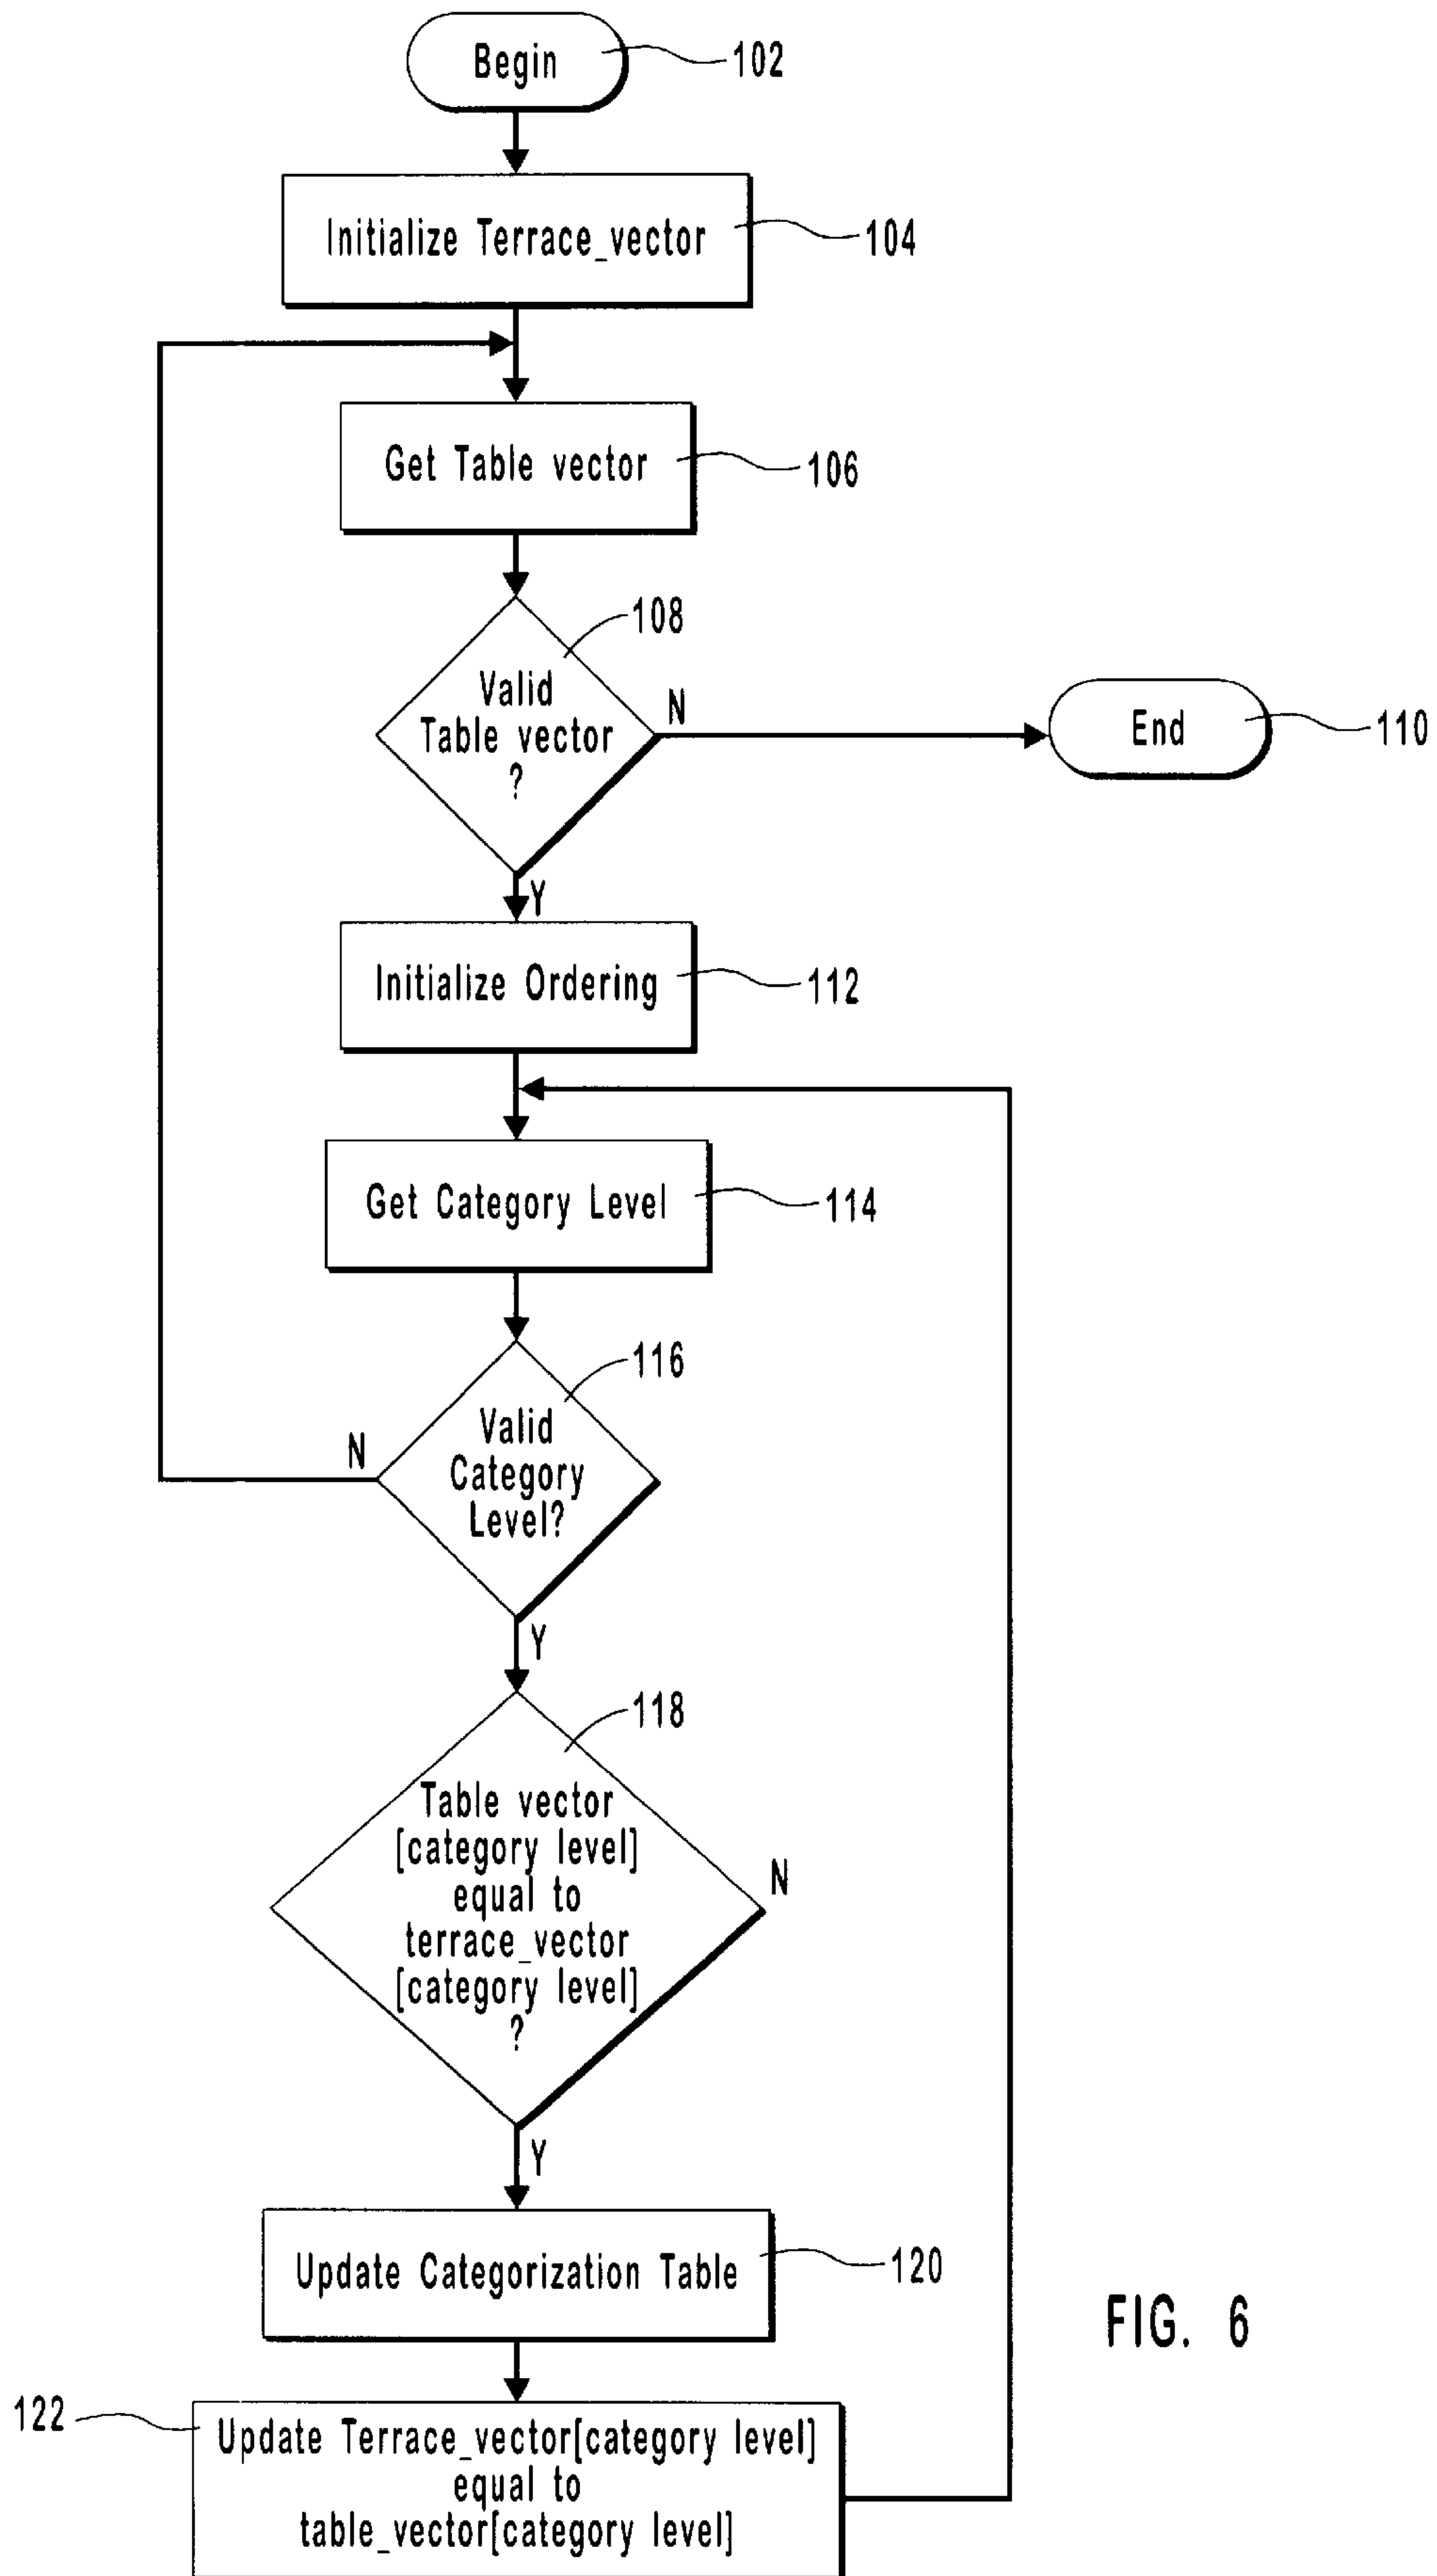 Begin
102
Initialize Terrace_vector
104
Get Table vector
106
108
Valid
Table vector
?
N
End
110
Y
Initialize Ordering
112
Get Category Level
114
116
Valid
Category
Level?
N
Y
118
Table vector
[category level]
equal to
terrace_vector
[category level]
?
N
Y
Update Categorization Table
120
FIG. 6
122
Update Terrace_vector[category level]
equal to
table_vector[category level]